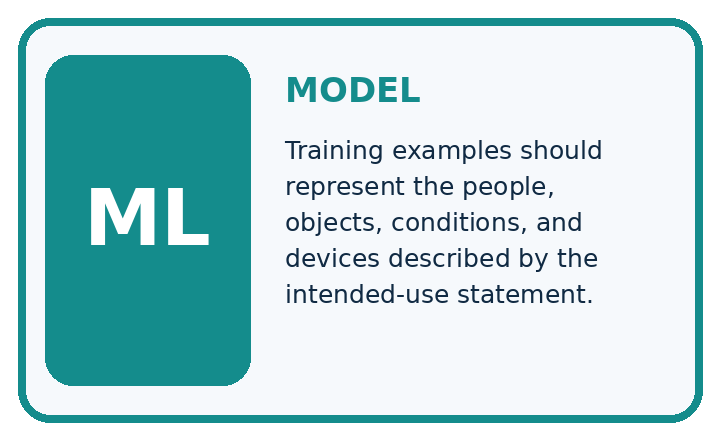 ML
MODEL
Training examples should
represent the people,
objects, conditions, and
devices described by the
intended-use statement.